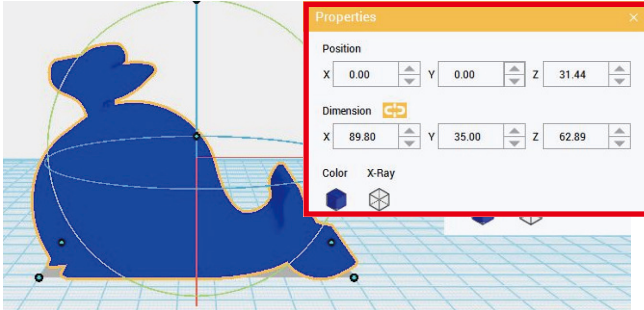 Properties ×
Position
X 0.00 Y 0.00 Z 31.44
Dimension
X 89.80 Y 35.00 Z 62.89
Color X-Ray